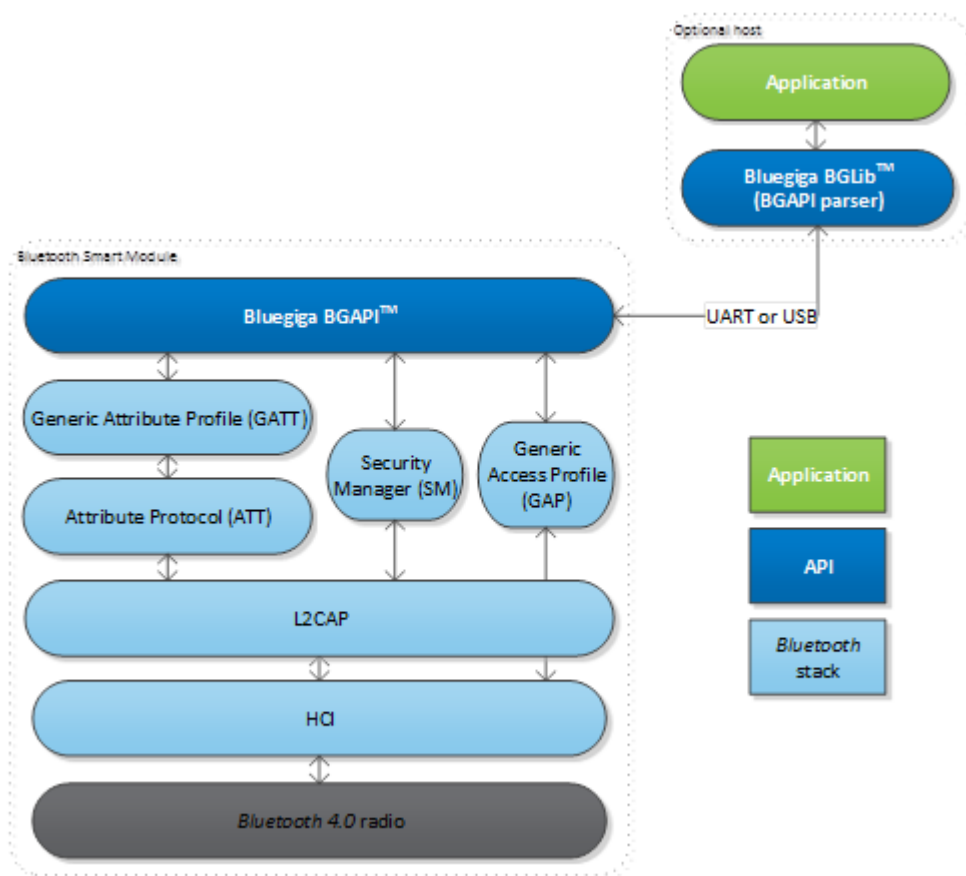 Optional host
Application
Bluegiga BGLib™
(BGAPI parser)
Bluetooth Smart Module
Bluegiga BGAPI™
UART or USB
Generic Attribute Profile (GATT)
Security
Manager (SM)
Generic
Access Profile
(GAP)
Attribute Protocol (ATT)
L2CAP
HCI
Bluetooth 4.0 radio
Application
API
Bluetooth
stack